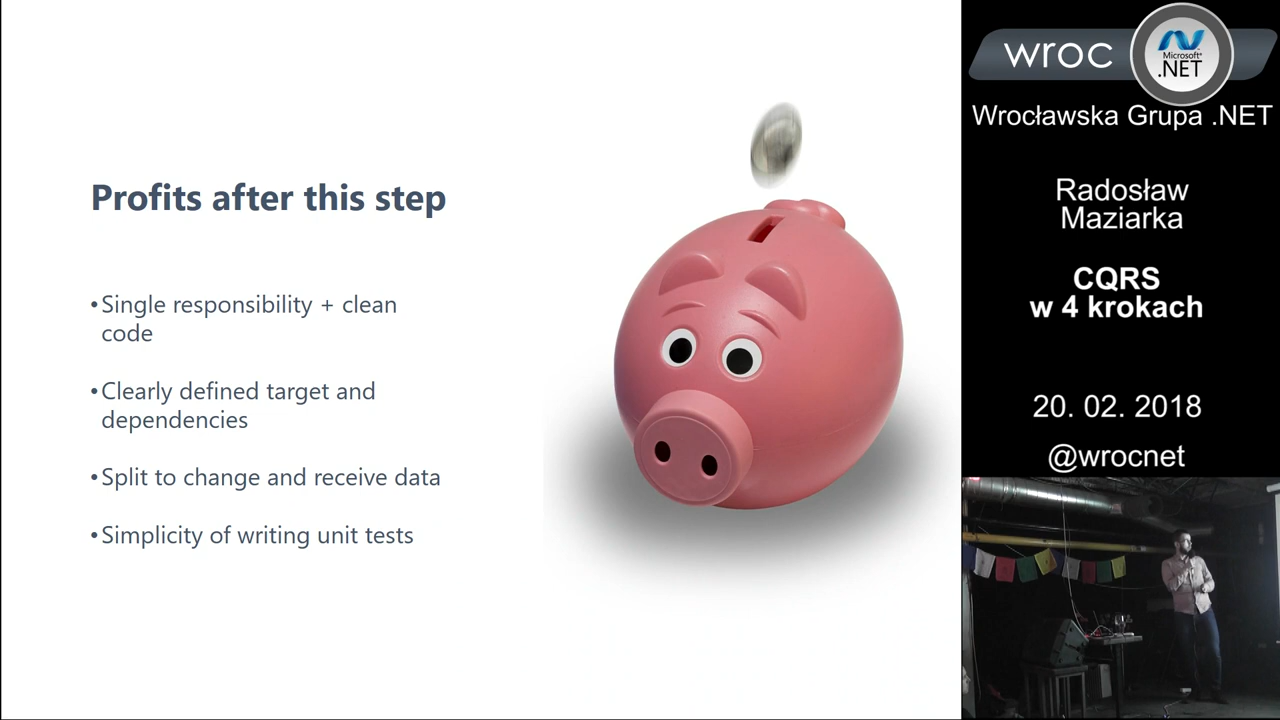 Profits after this step
•Single responsibility + clean
code
•Clearly defined target and
dependencies
•Split to change and receive data
•Simplicity of writing unit tests
wroc
Microsoft®
.NET
Wrocławska Grupa .NET
Radosław
Maziarka
CQRS
w 4 krokach
20. 02. 2018
@wrocnet